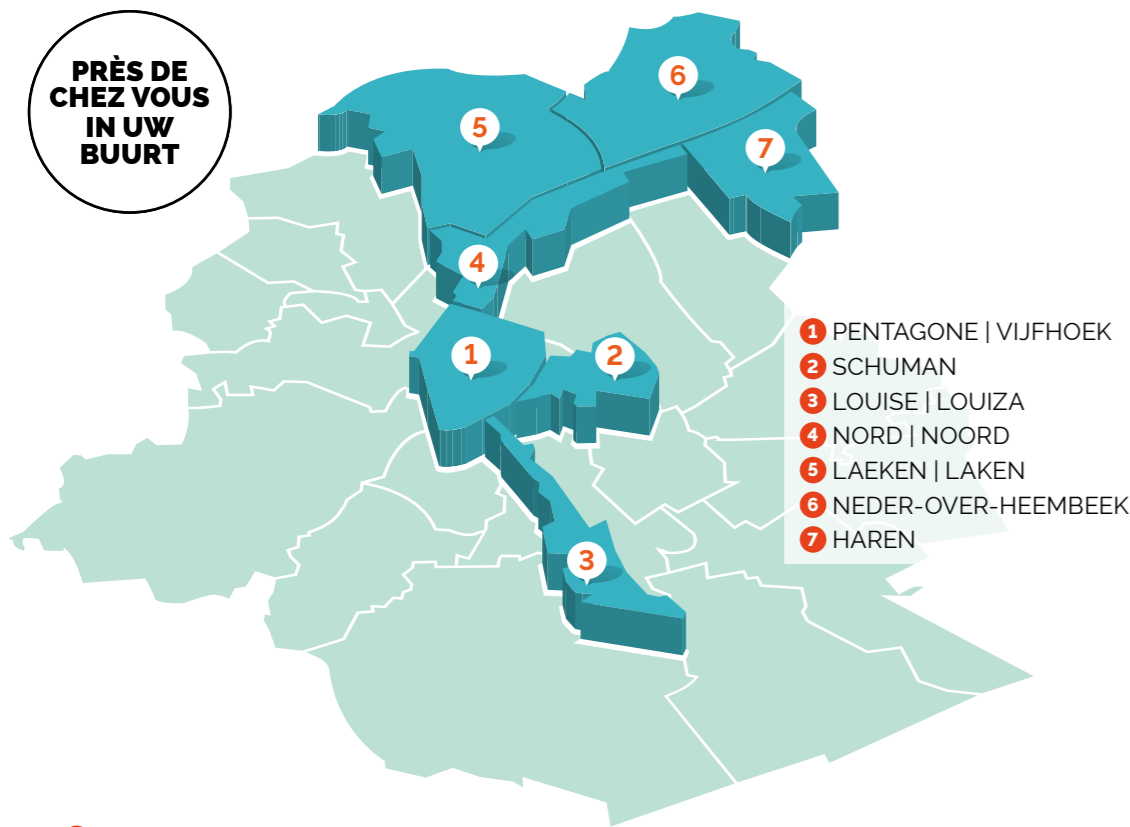 PRÈS DE
CHEZ VOUS
IN UW
BUURT
6
5
7
4
1
2
3
1 PENTAGONE | VIJFHOEK
2 SCHUMAN
3 LOUISE | LOUIZA
4 NORD | NOORD
5 LAEKEN | LAKEN
6 NEDER-OVER-HEEMBEEK
7 HAREN